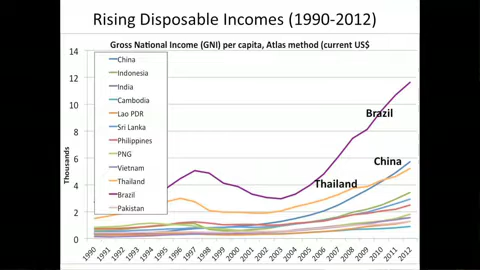 Rising Disposable Incomes (1990-2012)
Gross National Income (GNI) per capita, Atlas method (current US$
14
12
10
8
6
4
2
0
Thousands
China
Indonesia
India
Cambodia
Lao PDR
Sri Lanka
Philippines
PNG
Vietnam
Thailand
Brazil
Pakistan
Brazil
China
Thailand
1990
1991
1992
1993
1994
1995
1996
1997
1998
1999
2000
2001
2002
2003
2004
2005
2006
2007
2008
2009
2010
2011
2012